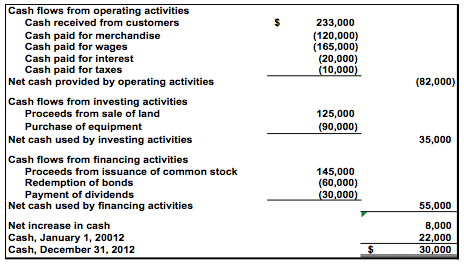 Cash flows from operating activities
Cash received from customers $ 233,000
Cash paid for merchandise (120,000)
Cash paid for wages (165,000)
Cash paid for interest (20,000)
Cash paid for taxes (10,000)
Net cash provided by operating activities (82,000)
Cash flows from investing activities
Proceeds from sale of land 125,000
Purchase of equipment (90,000)
Net cash used by investing activities 35,000
Cash flows from financing activities
Proceeds from issuance of common stock 145,000
Redemption of bonds (60,000)
Payment of dividends (30,000)
Net cash used by financing activities 55,000
Net increase in cash 8,000
Cash, January 1, 20012 22,000
Cash, December 31, 2012 $ 30,000